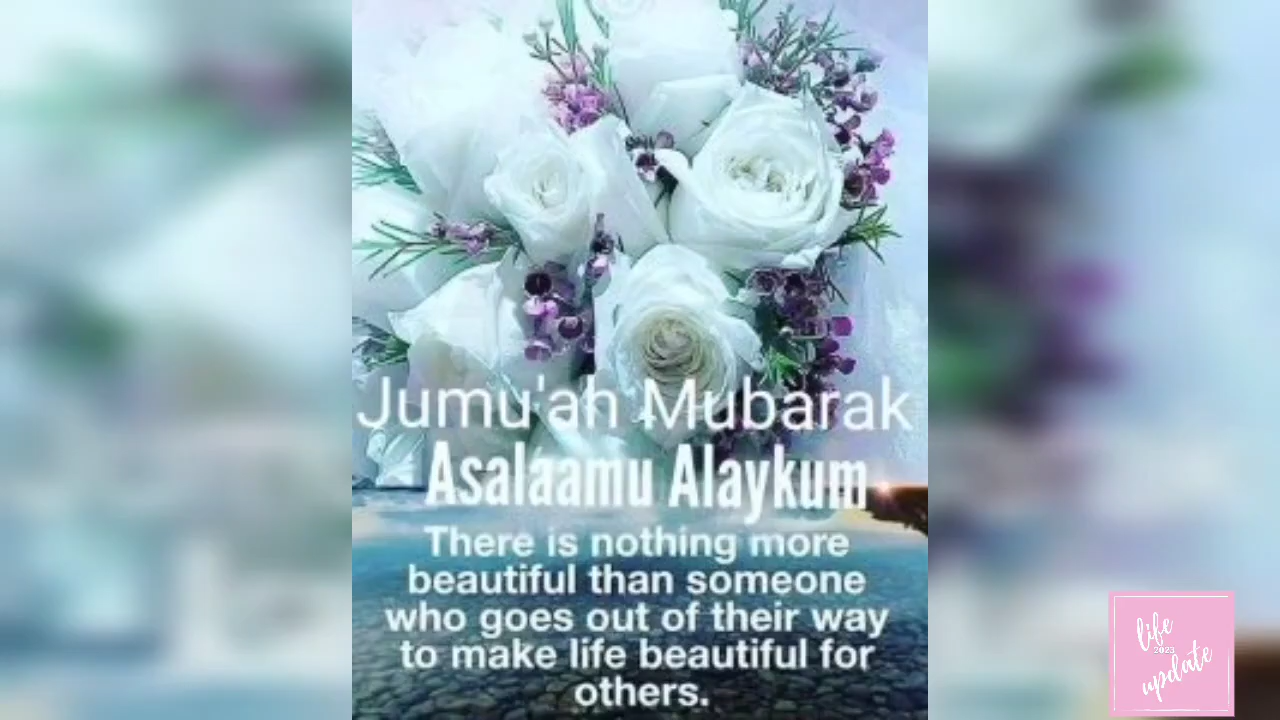 Jumu'ah Mubarak
Asalaamu Alaykum
There is nothing more
beautiful than someone
who goes out of their way
to make life beautiful for
others.
life
2023
update